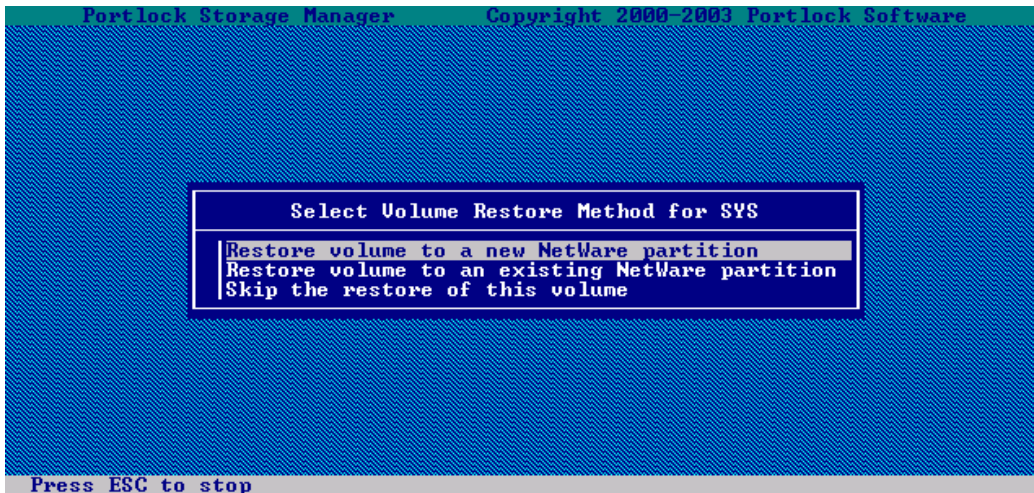 Portlock Storage Manager Copyright 2000-2003 Portlock Software
Select Volume Restore Method for SYS
Restore volume to a new NetWare partition
Restore volume to an existing NetWare partition
Skip the restore of this volume
Press ESC to stop